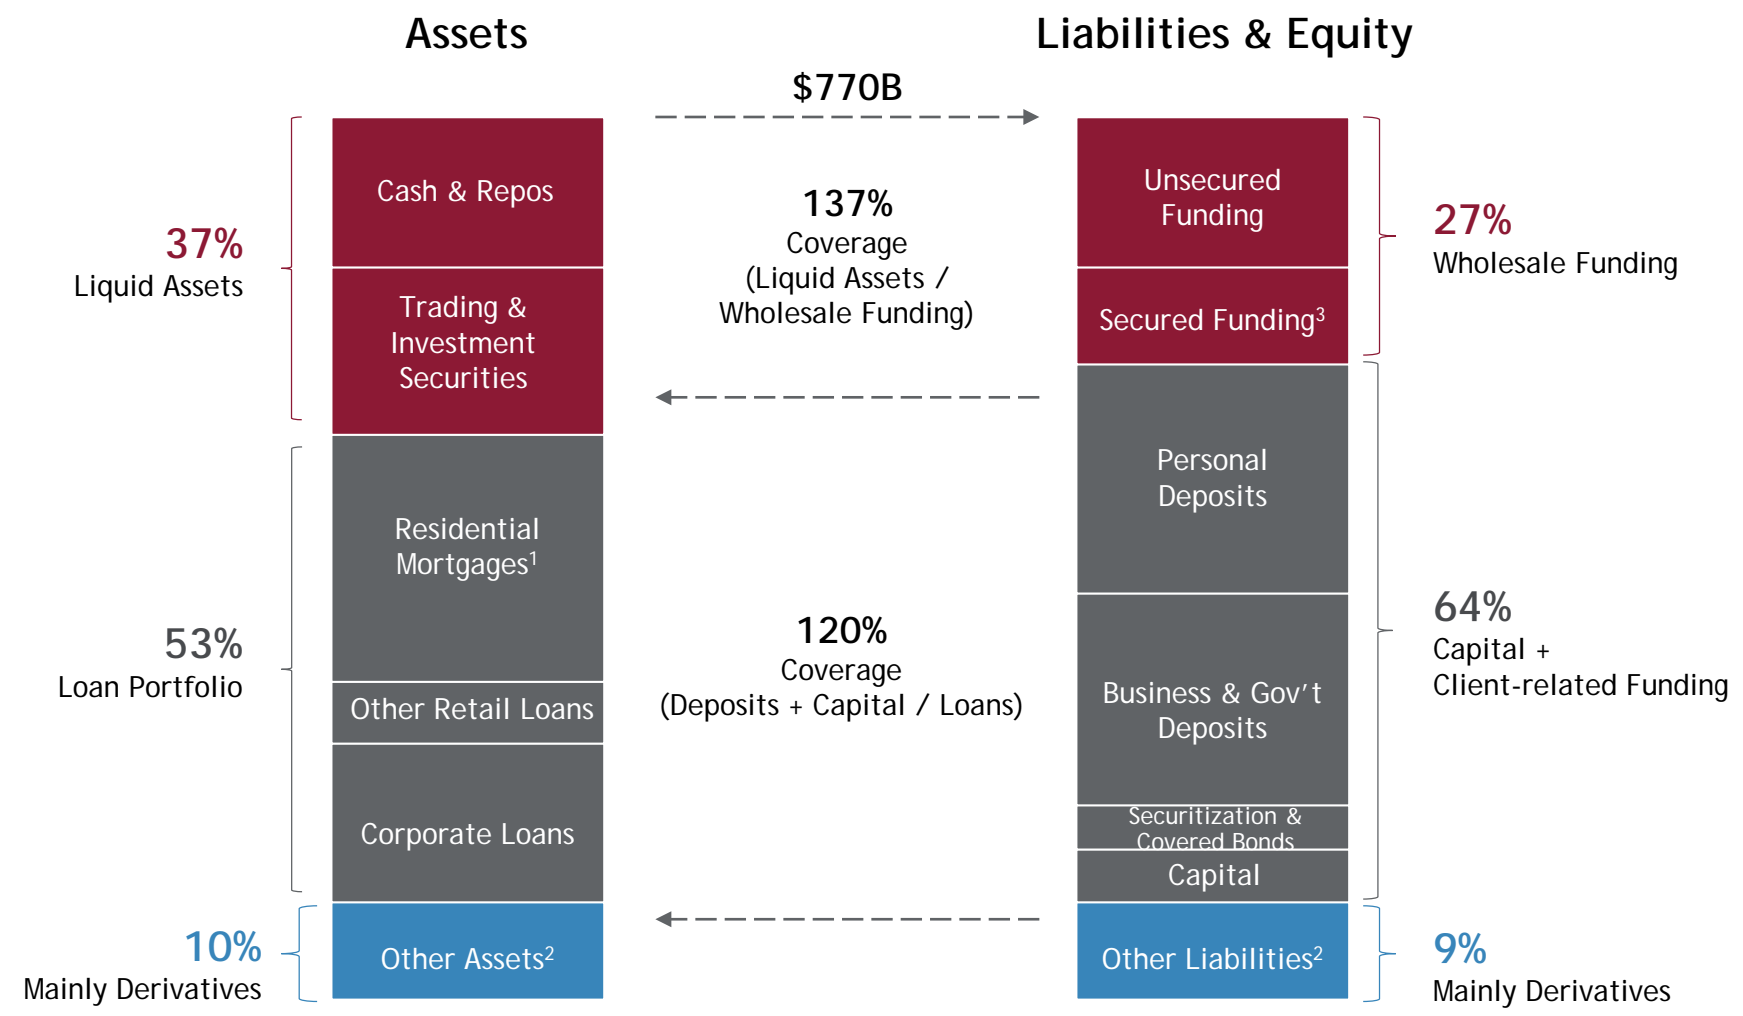 Assets
Liabilities & Equity
$770B
37%
Liquid Assets
Cash & Repos
Trading &
Investment
Securities
137%
Coverage
(Liquid Assets /
Wholesale Funding)
Unsecured
Funding
Secured Funding³
27%
Wholesale Funding
53%
Loan Portfolio
Residential
Mortgages¹
Other Retail Loans
Corporate Loans
120%
Coverage
(Deposits + Capital / Loans)
Personal
Deposits
Business & Gov’t
Deposits
Securitization &
Covered Bonds
Capital
64%
Capital +
Client-related Funding
10%
Mainly Derivatives
Other Assets²
Other Liabilities²
9%
Mainly Derivatives